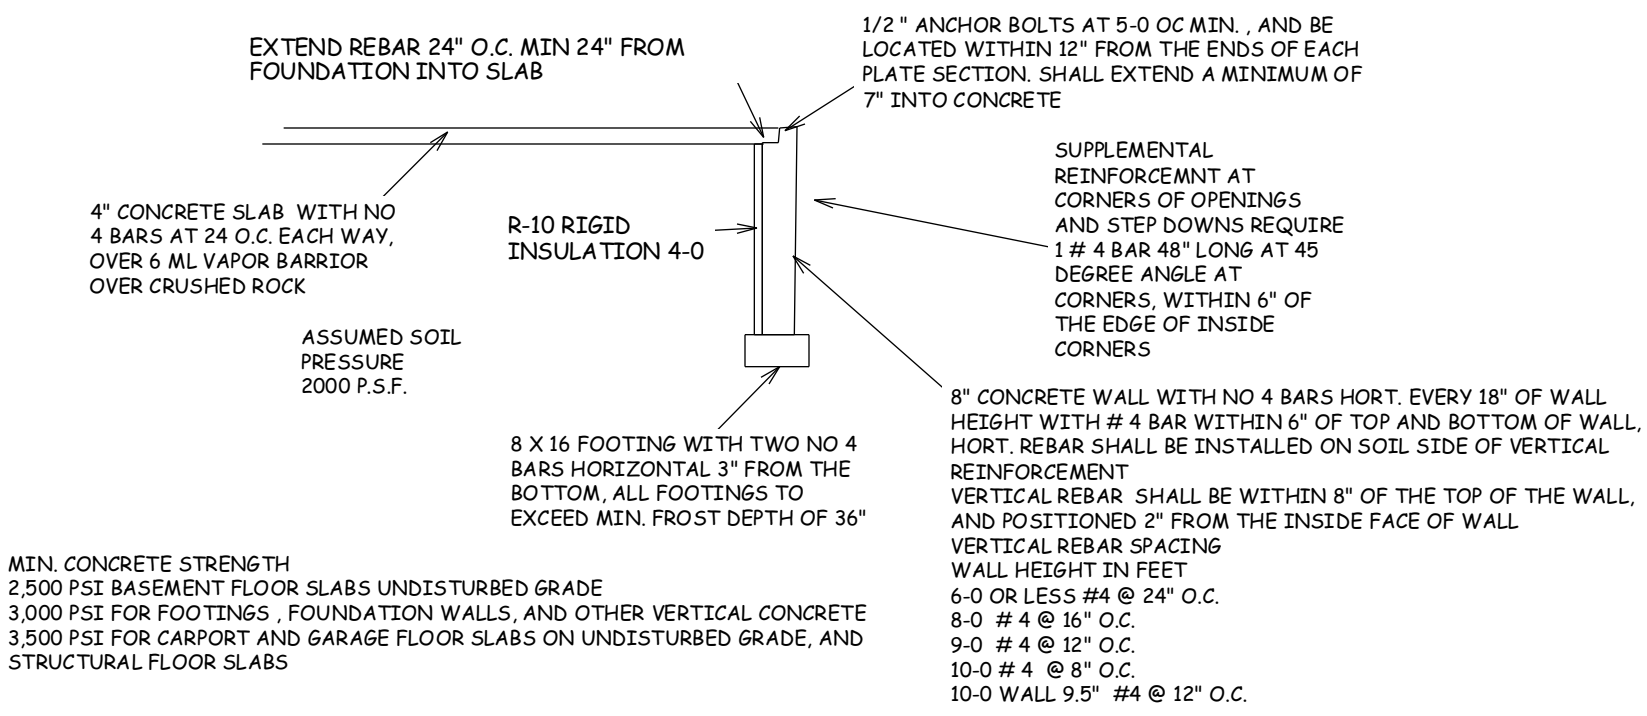 EXTEND REBAR 24" O.C. MIN 24" FROM
FOUNDATION INTO SLAB
1/2 " ANCHOR BOLTS AT 5-0 OC MIN. , AND BE
LOCATED WITHIN 12" FROM THE ENDS OF EACH
PLATE SECTION. SHALL EXTEND A MINIMUM OF
7" INTO CONCRETE
SUPPLEMENTAL
REINFORCEMNT AT
CORNERS OF OPENINGS
AND STEP DOWNS REQUIRE
1 # 4 BAR 48" LONG AT 45
DEGREE ANGLE AT
CORNERS, WITHIN 6" OF
THE EDGE OF INSIDE
CORNERS
4" CONCRETE SLAB WITH NO
4 BARS AT 24 O.C. EACH WAY,
OVER 6 ML VAPOR BARRIOR
OVER CRUSHED ROCK
R-10 RIGID
INSULATION 4-0
ASSUMED SOIL
PRESSURE
2000 P.S.F.
8" CONCRETE WALL WITH NO 4 BARS HORT. EVERY 18" OF WALL
HEIGHT WITH # 4 BAR WITHIN 6" OF TOP AND BOTTOM OF WALL,
HORT. REBAR SHALL BE INSTALLED ON SOIL SIDE OF VERTICAL
REINFORCEMENT
VERTICAL REBAR SHALL BE WITHIN 8" OF THE TOP OF THE WALL,
AND POSITIONED 2" FROM THE INSIDE FACE OF WALL
VERTICAL REBAR SPACING
WALL HEIGHT IN FEET
6-0 OR LESS #4 @ 24" O.C.
8-0 # 4 @ 16" O.C.
9-0 # 4 @ 12" O.C.
10-0 # 4 @ 8" O.C.
10-0 WALL 9.5" #4 @ 12" O.C.
8 X 16 FOOTING WITH TWO NO 4
BARS HORIZONTAL 3" FROM THE
BOTTOM, ALL FOOTINGS TO
EXCEED MIN. FROST DEPTH OF 36"
MIN. CONCRETE STRENGTH
2,500 PSI BASEMENT FLOOR SLABS UNDISTURBED GRADE
3,000 PSI FOR FOOTINGS , FOUNDATION WALLS, AND OTHER VERTICAL CONCRETE
3,500 PSI FOR CARPORT AND GARAGE FLOOR SLABS ON UNDISTURBED GRADE, AND
STRUCTURAL FLOOR SLABS